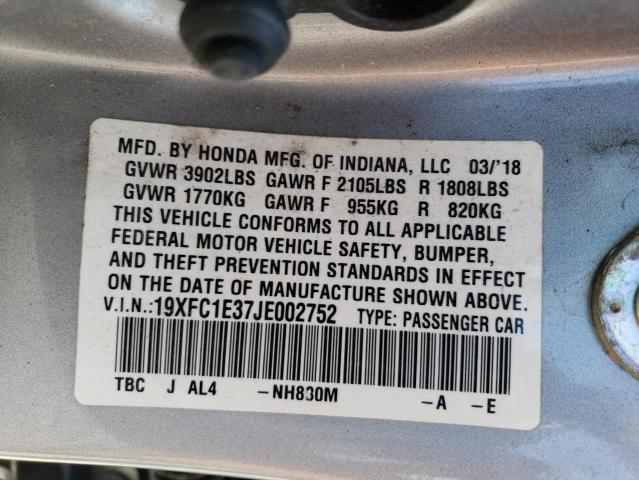 MFD. BY HONDA MFG. OF INDIANA, LLC 03/'18
GVWR 3902LBS GAWR F 2105LBS R 1808LBS
GVWR 1770KG GAWR F 955KG R 820KG
THIS VEHICLE CONFORMS TO ALL APPLICABLE
FEDERAL MOTOR VEHICLE SAFETY, BUMPER,
AND THEFT PREVENTION STANDARDS IN EFFECT
ON THE DATE OF MANUFACTURE SHOWN ABOVE.
V.I.N.:19XFC1E37JE002752 TYPE: PASSENGER CAR
TBC J AL4 -NH830M -A -E